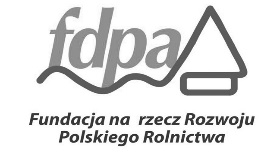 fdpa
Fundacja na rzecz Rozwoju
Polskiego Rolnictwa